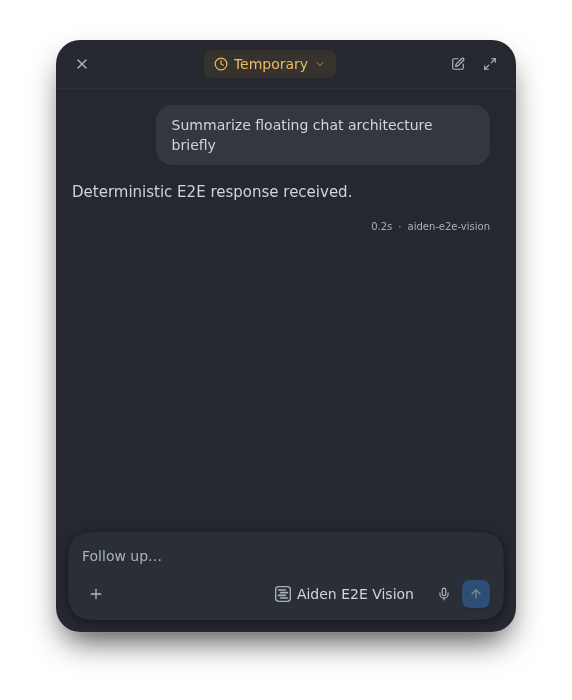 Temporary
Summarize floating chat architecture
briefly
Deterministic E2E response received.
0.2s · aiden-e2e-vision
Follow up...
Aiden E2E Vision